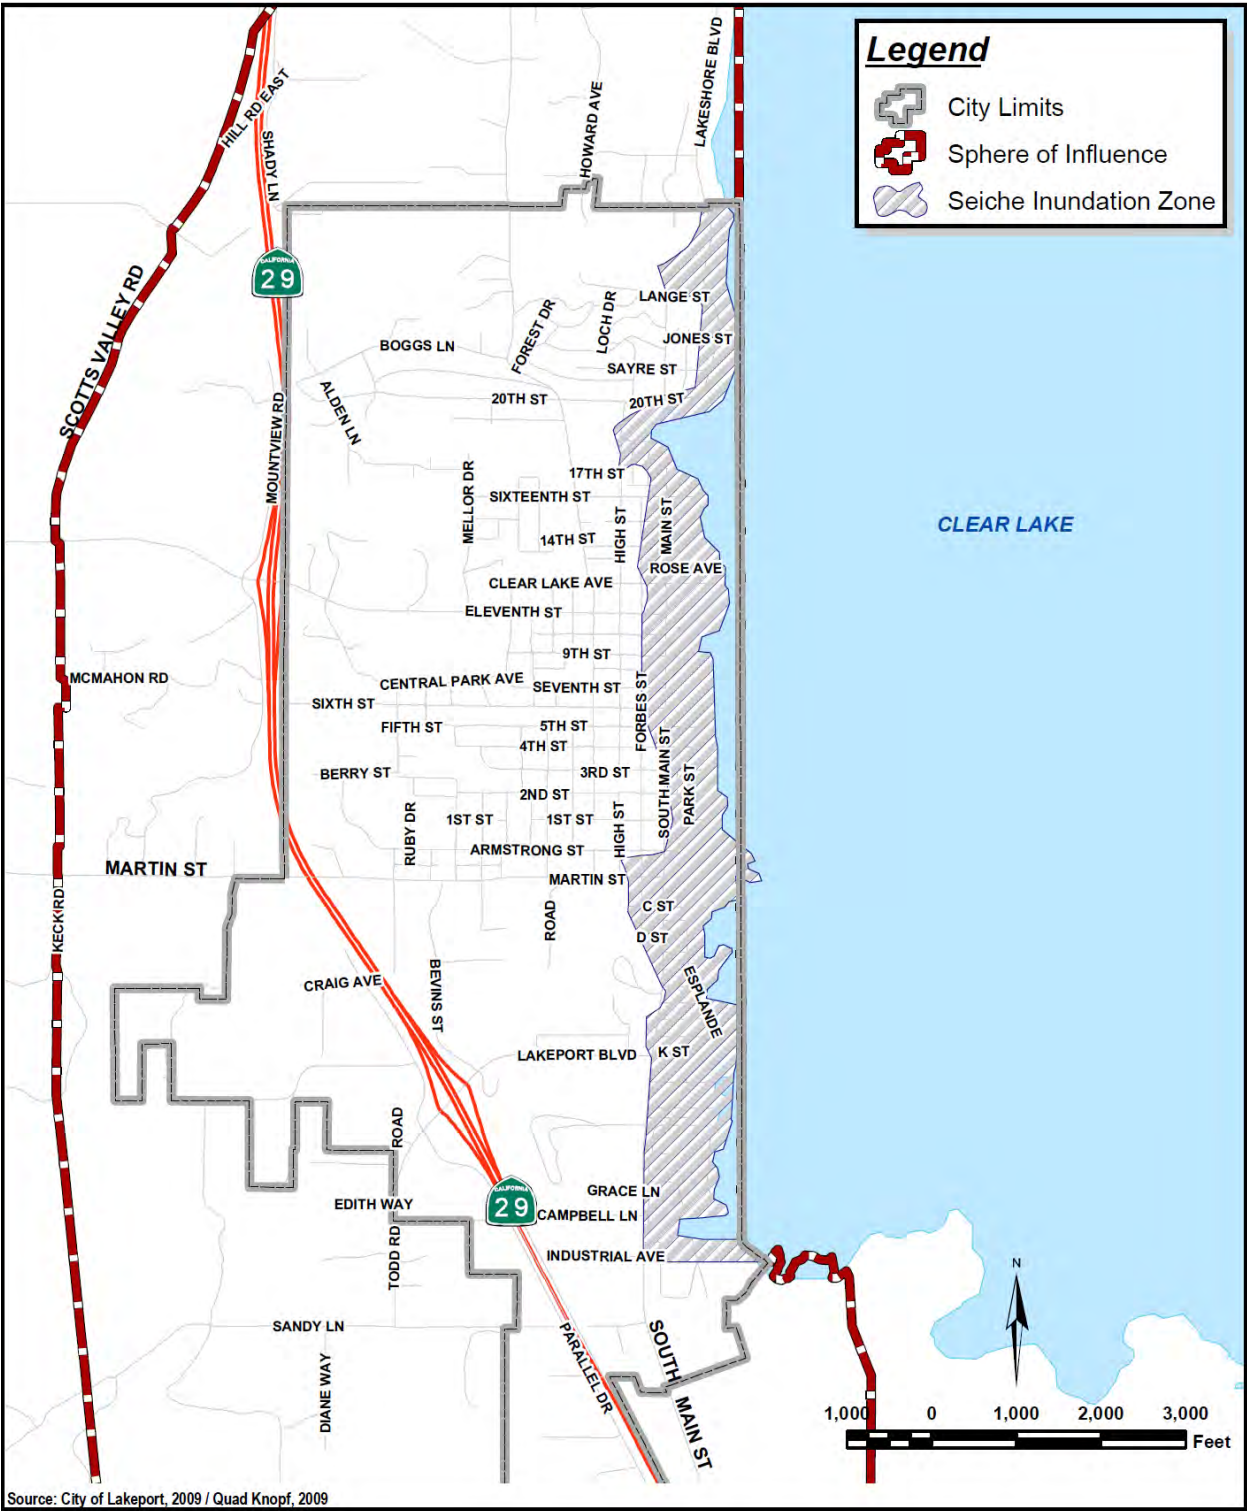 Legend
City Limits
Sphere of Influence
Seiche Inundation Zone
LAKESHORE BLVD
HOWARD AVE
HILL RD EAST
SHADY LN
CALIFORNIA
29
SCOTTS VALLEY RD
LANGE ST
FOREST DR
LOCH DR
JONES ST
BOGGS LN
SAYRE ST
ALDEN LN
20TH ST
20TH ST
MOUNTVIEW RD
17TH ST
MELLOR DR
SIXTEENTH ST
HIGH ST
MAIN ST
CLEAR LAKE
14TH ST
ROSE AVE
CLEAR LAKE AVE
ELEVENTH ST
9TH ST
MCMAHON RD
CENTRAL PARK AVE
SEVENTH ST
SIXTH ST
FORBES ST
FIFTH ST
5TH ST
4TH ST
SOUTH MAIN ST
PARK ST
BERRY ST
3RD ST
2ND ST
RUBY DR
1ST ST
1ST ST
HIGH ST
ARMSTRONG ST
MARTIN ST
MARTIN ST
KECK RD
ROAD
C ST
D ST
CRAIG AVE
BEVINS ST
ESPLANDE
LAKEPORT BLVD
K ST
ROAD
GRACE LN
EDITH WAY
CALIFORNIA
29
CAMPBELL LN
TODD RD
INDUSTRIAL AVE
N
SANDY LN
PARALLEL DR
SOUTH MAIN ST
DIANE WAY
1,000 0 1,000 2,000 3,000
Feet
Source: City of Lakeport, 2009 / Quad Knopf, 2009